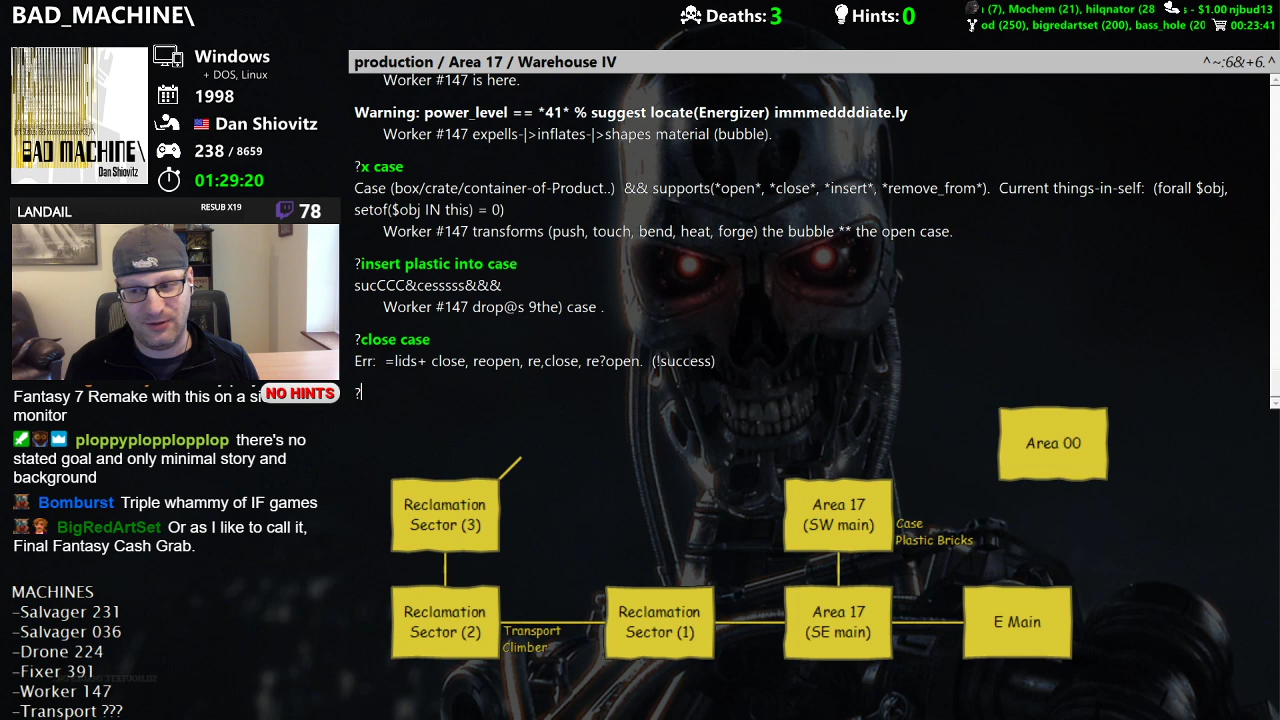 BAD_MACHINE\
Deaths: 3
Hints: 0
(7), Mochem (21), hilqnator (28
s - $1.00 njbud13
od (250), bigredartset (200), bass_hole (20
00:23:41
BAD MACHINE\
Dan Shiovitz
Windows
+ DOS, Linux
1998
Dan Shiovitz
238 / 8659
01:29:20
LANDAIL
RESUB X19
78
NO HINTS
Fantasy 7 Remake with this on a si
monitor
ploppyplopplopplop there's no
stated goal and only minimal story and
background
Bomburst Triple whammy of IF games
BigRedArtSet Or as I like to call it,
Final Fantasy Cash Grab.
MACHINES
-Salvager 231
-Salvager 036
-Drone 224
-Fixer 391
-Worker 147
-Transport ???
production / Area 17 / Warehouse IV
^~:6&+6.^
Worker #147 is here.
Warning: power_level == *41* % suggest locate(Energizer) immmeddddiate.ly
Worker #147 expells-|>inflates-|>shapes material (bubble).
?x case
Case (box/crate/container-of-Product..) && supports(*open*, *close*, *insert*, *remove_from*). Current things-in-self: (forall $obj,
setof($obj IN this) = 0)
Worker #147 transforms (push, touch, bend, heat, forge) the bubble ** the open case.
?insert plastic into case
sucCCC&cesssss&&&
Worker #147 drop@s 9the) case .
?close case
Err: =lids+ close, reopen, re,close, re?open. (!success)
?
Area 00
Reclamation
Sector (3)
Area 17
(SW main)
Case
Plastic Bricks
Reclamation
Sector (2)
Transport
Climber
Reclamation
Sector (1)
Area 17
(SE main)
E Main